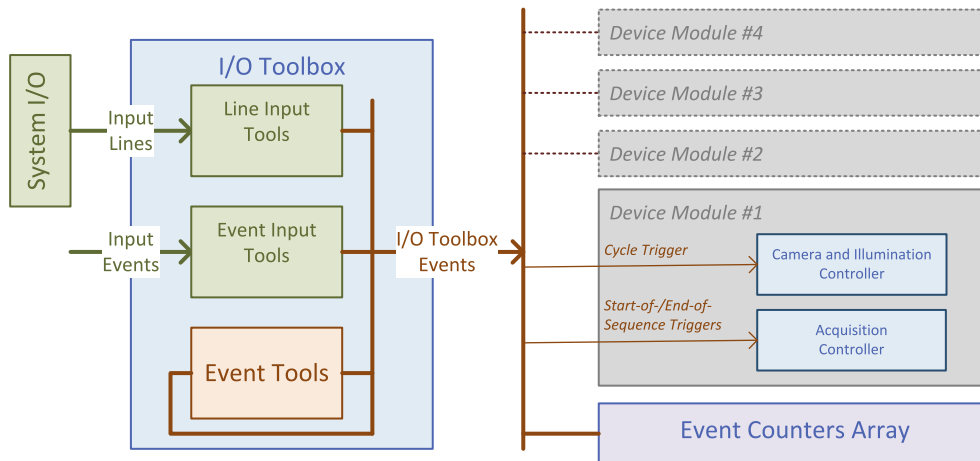 System I/O
Input
Lines
Input
Events
I/O Toolbox
Line Input
Tools
Event Input
Tools
Event Tools
I/O Toolbox
Events
Device Module #4
Device Module #3
Device Module #2
Device Module #1
Cycle Trigger
Camera and Illumination
Controller
Start-of-/End-of-
Sequence Triggers
Acquisition
Controller
Event Counters Array